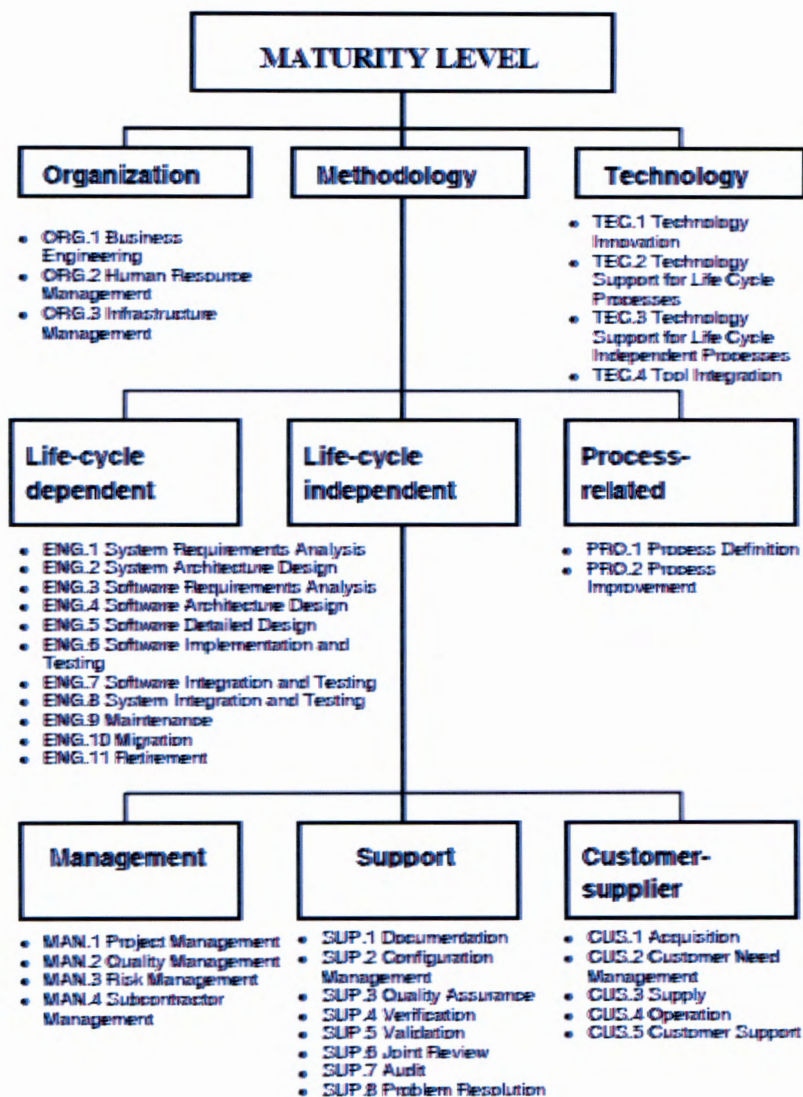 MATURITY LEVEL
Organization
Methodology
Technology
• ORG.1 Business
Engineering
• ORG.2 Human Resource
Management
• ORG.3 Infrastructure
Management
• TEC.1 Technology
Innovation
• TEC.2 Technology
Support for Life Cycle
Processes
• TEC.3 Technology
Support for Life Cycle
Independent Processes
• TEC.4 Tool Integration
Life-cycle
dependent
Life-cycle
independent
Process-
related
• ENG.1 System Requirements Analysis
• ENG.2 System Architecture Design
• ENG.3 Software Requirements Analysis
• ENG.4 Software Architecture Design
• ENG.5 Software Detailed Design
• ENG.6 Software Implementation and
Testing
• ENG.7 Software Integration and Testing
• ENG.8 System Integration and Testing
• ENG.9 Maintenance
• ENG.10 Migration
• ENG.11 Retirement
• PRO.1 Process Definition
• PRO.2 Process
Improvement
Management
Support
Customer-
supplier
• MAN.1 Project Management
• MAN.2 Quality Management
• MAN.3 Risk Management
• MAN.4 Subcontractor
Management
• SUP.1 Documentation
• SUP.2 Configuration
Management
• SUP.3 Quality Assurance
• SUP.4 Verification
• SUP.5 Validation
• SUP.6 Joint Review
• SUP.7 Audit
• SUP.8 Problem Resolution
• CUS.1 Acquisition
• CUS.2 Customer Need
Management
• CUS.3 Supply
• CUS.4 Operation
• CUS.5 Customer Support